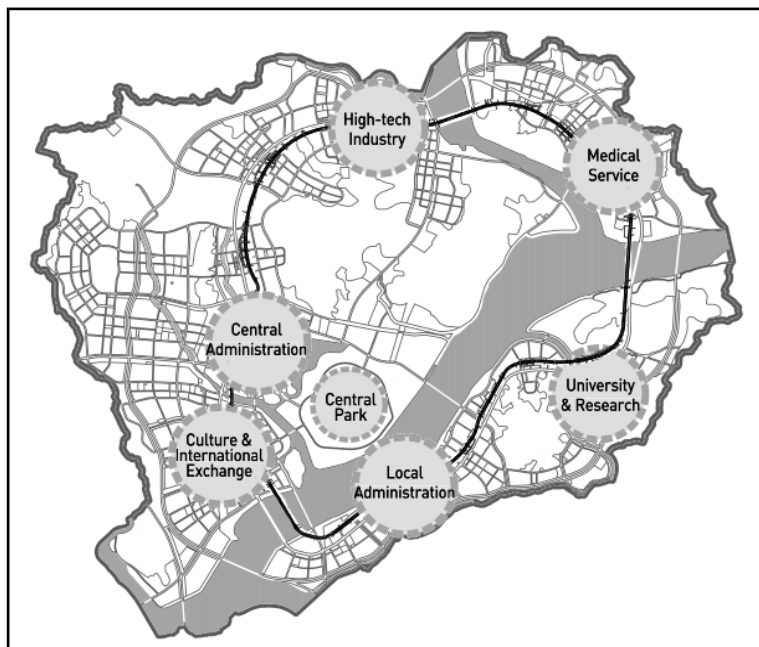 High-tech
Industry
Medical
Service
Central
Administration
Central
Park
University
& Research
Culture &
International
Exchange
Local
Administration